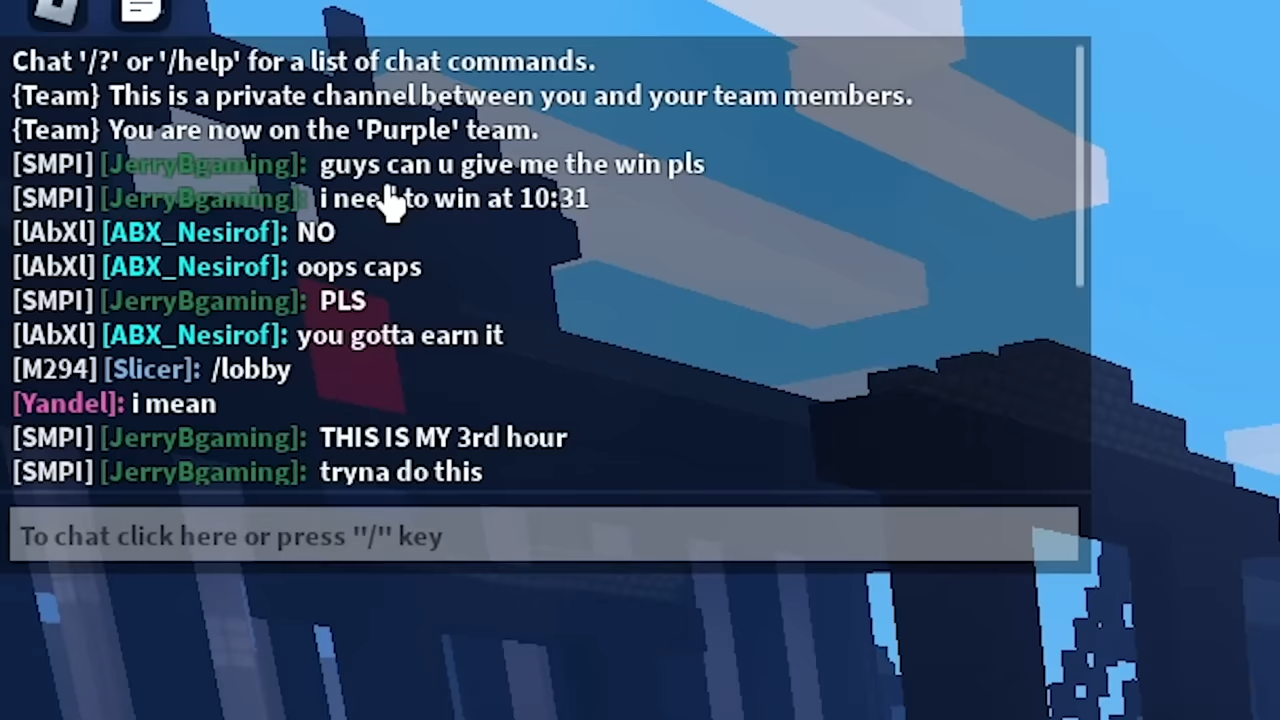 Chat '/?' or '/help' for a list of chat commands.
{Team} This is a private channel between you and your team members.
{Team} You are now on the 'Purple' team.
[SMPI] [JerryBgaming]: guys can u give me the win pls
[SMPI] [JerryBgaming]: i need to win at 10:31
[lAbXl] [ABX_Nesirof]: NO
[lAbXl] [ABX_Nesirof]: oops caps
[SMPI] [JerryBgaming]: PLS
[lAbXl] [ABX_Nesirof]: you gotta earn it
[M294] [Slicer]: /lobby
[Yandel]: i mean
[SMPI] [JerryBgaming]: THIS IS MY 3rd hour
[SMPI] [JerryBgaming]: tryna do this
To chat click here or press "/" key